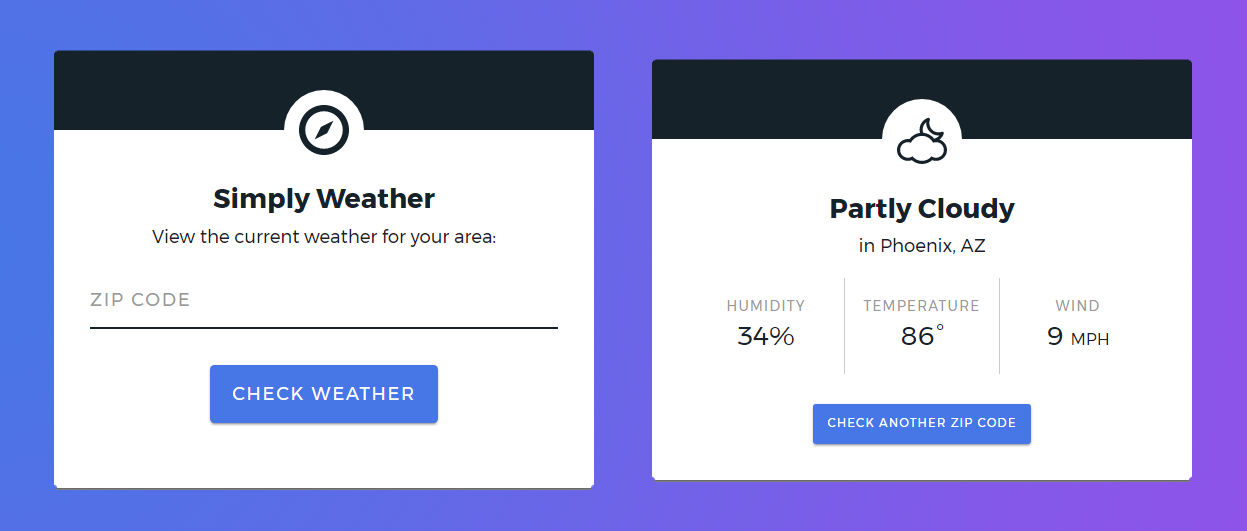 Simply Weather
View the current weather for your area:
ZIP CODE
CHECK WEATHER
Partly Cloudy
in Phoenix, AZ
HUMIDITY TEMPERATURE WIND
34% 86° 9 MPH
CHECK ANOTHER ZIP CODE